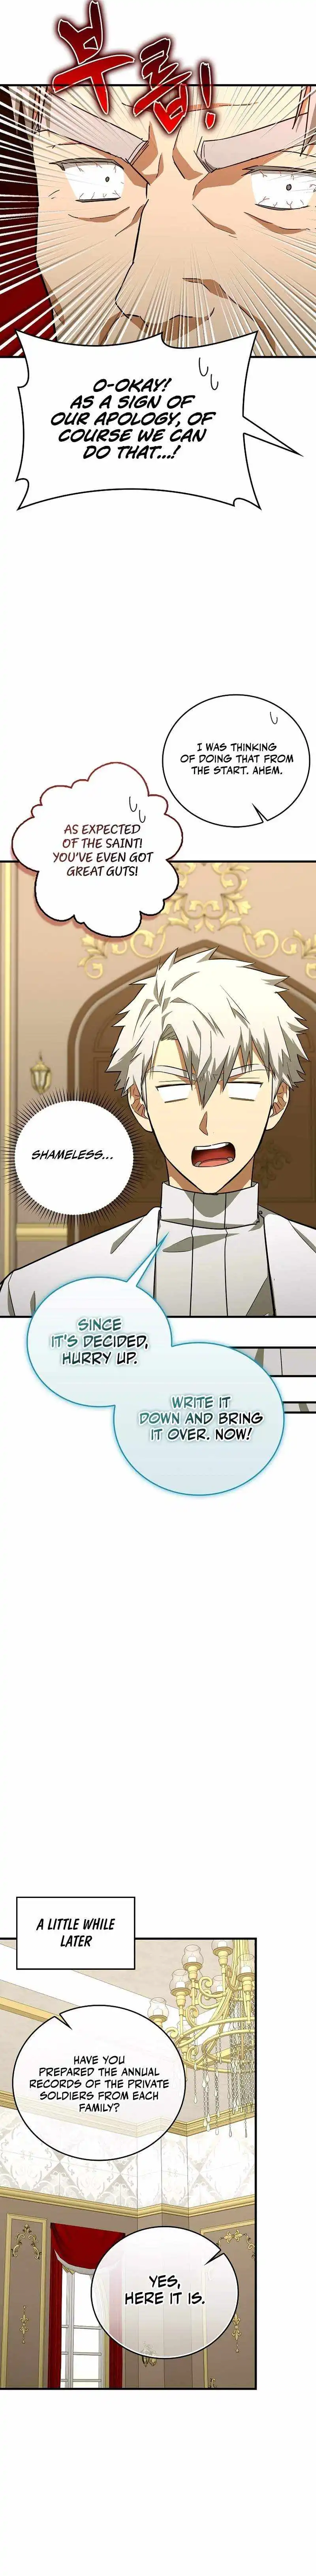 부릅!
O-OKAY!
AS A SIGN OF
OUR APOLOGY, OF
COURSE WE CAN
DO THAT...!
I WAS THINKING
OF DOING THAT FROM
THE START. AHEM.
AS EXPECTED
OF THE SAINT!
YOU'VE EVEN GOT
GREAT GUTS!
SHAMELESS...
SINCE
IT'S DECIDED,
HURRY UP.
WRITE IT
DOWN AND BRING
IT OVER. NOW!
A LITTLE WHILE
LATER
HAVE YOU
PREPARED THE ANNUAL
RECORDS OF THE PRIVATE
SOLDIERS FROM EACH
FAMILY?
YES,
HERE IT IS.